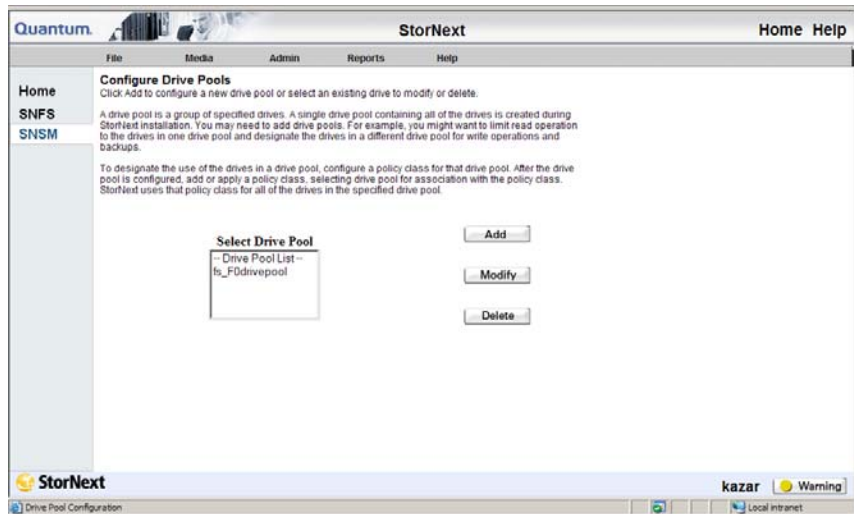 Quantum.
StorNext
Home Help
File Media Admin Reports Help
Home
SNFS
SNSM
Configure Drive Pools
Click Add to configure a new drive pool or select an existing drive to modify or delete.
A drive pool is a group of specified drives. A single drive pool containing all of the drives is created during
StorNext installation. You may need to add drive pools. For example, you might want to limit read operation
to the drives in one drive pool and designate the drives in a different drive pool for write operations and
backups.
To designate the use of the drives in a drive pool, configure a policy class for that drive pool. After the drive
pool is configured, add or apply a policy class, selecting drive pool for association with the policy class.
StorNext uses that policy class for all of the drives in the specified drive pool.
Select Drive Pool
-- Drive Pool List --
fs_F0drivepool
Add
Modify
Delete
StorNext
kazar Warning
Drive Pool Configuration
Local intranet